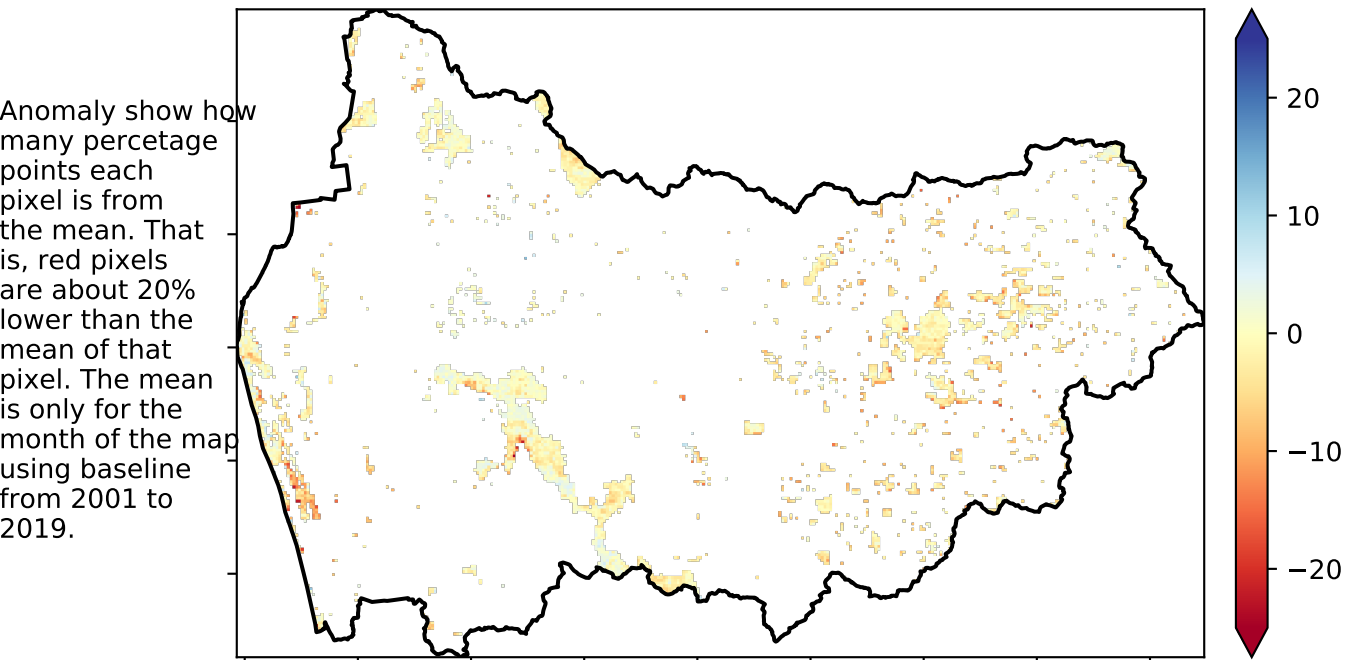 Anomaly show how
many percetage
points each
pixel is from
the mean. That
is, red pixels
are about 20%
lower than the
mean of that
pixel. The mean
is only for the
month of the map
using baseline
from 2001 to
2019.
20
10
0
−10
−20